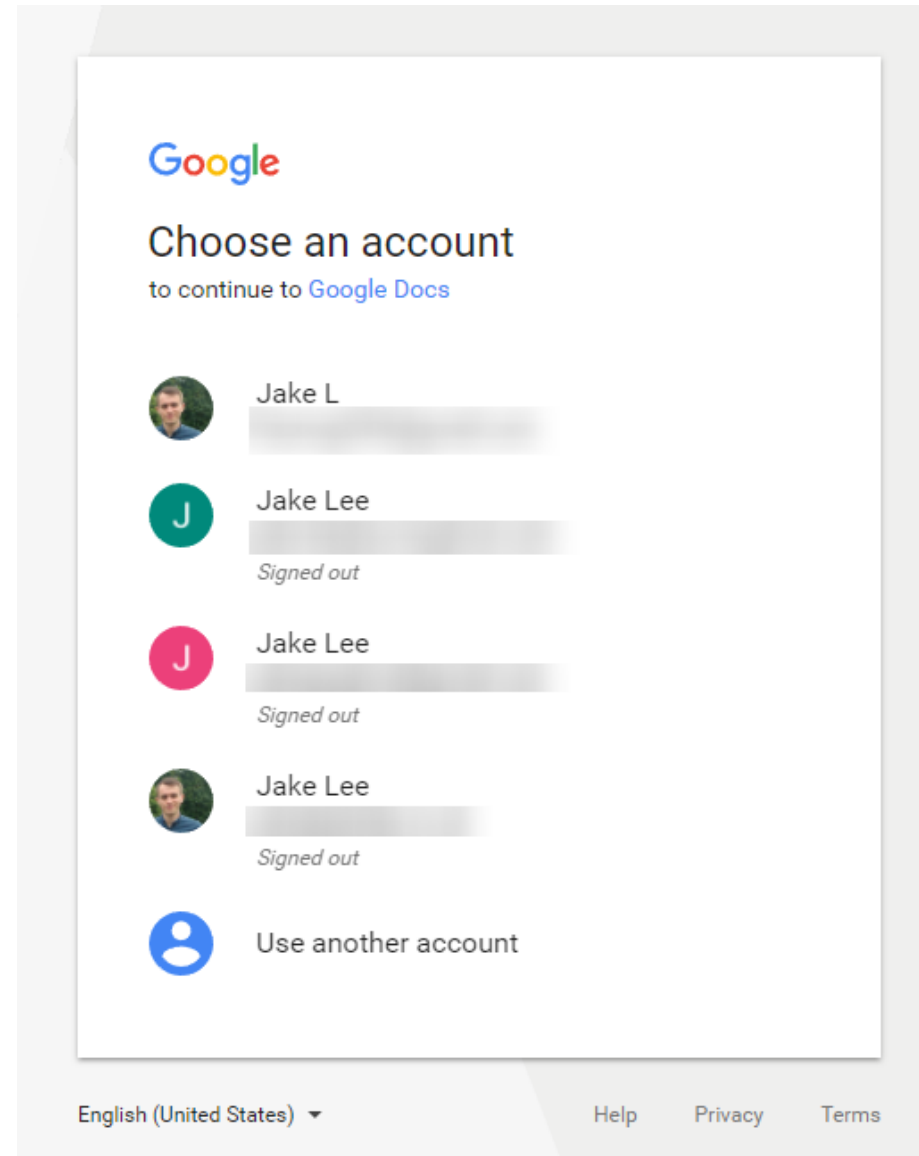 Google
Choose an account
to continue to Google Docs
Jake L
J
Jake Lee
Signed out
J
Jake Lee
Signed out
Jake Lee
Signed out
Use another account
English (United States)
Help Privacy Terms